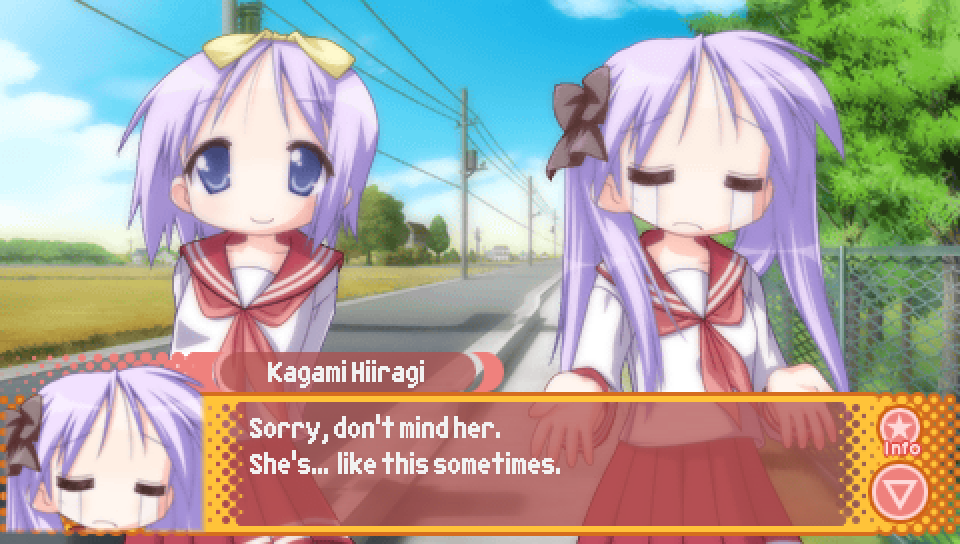 Kagami Hiiragi
Sorry, don't mind her.
She's... like this sometimes.
Info